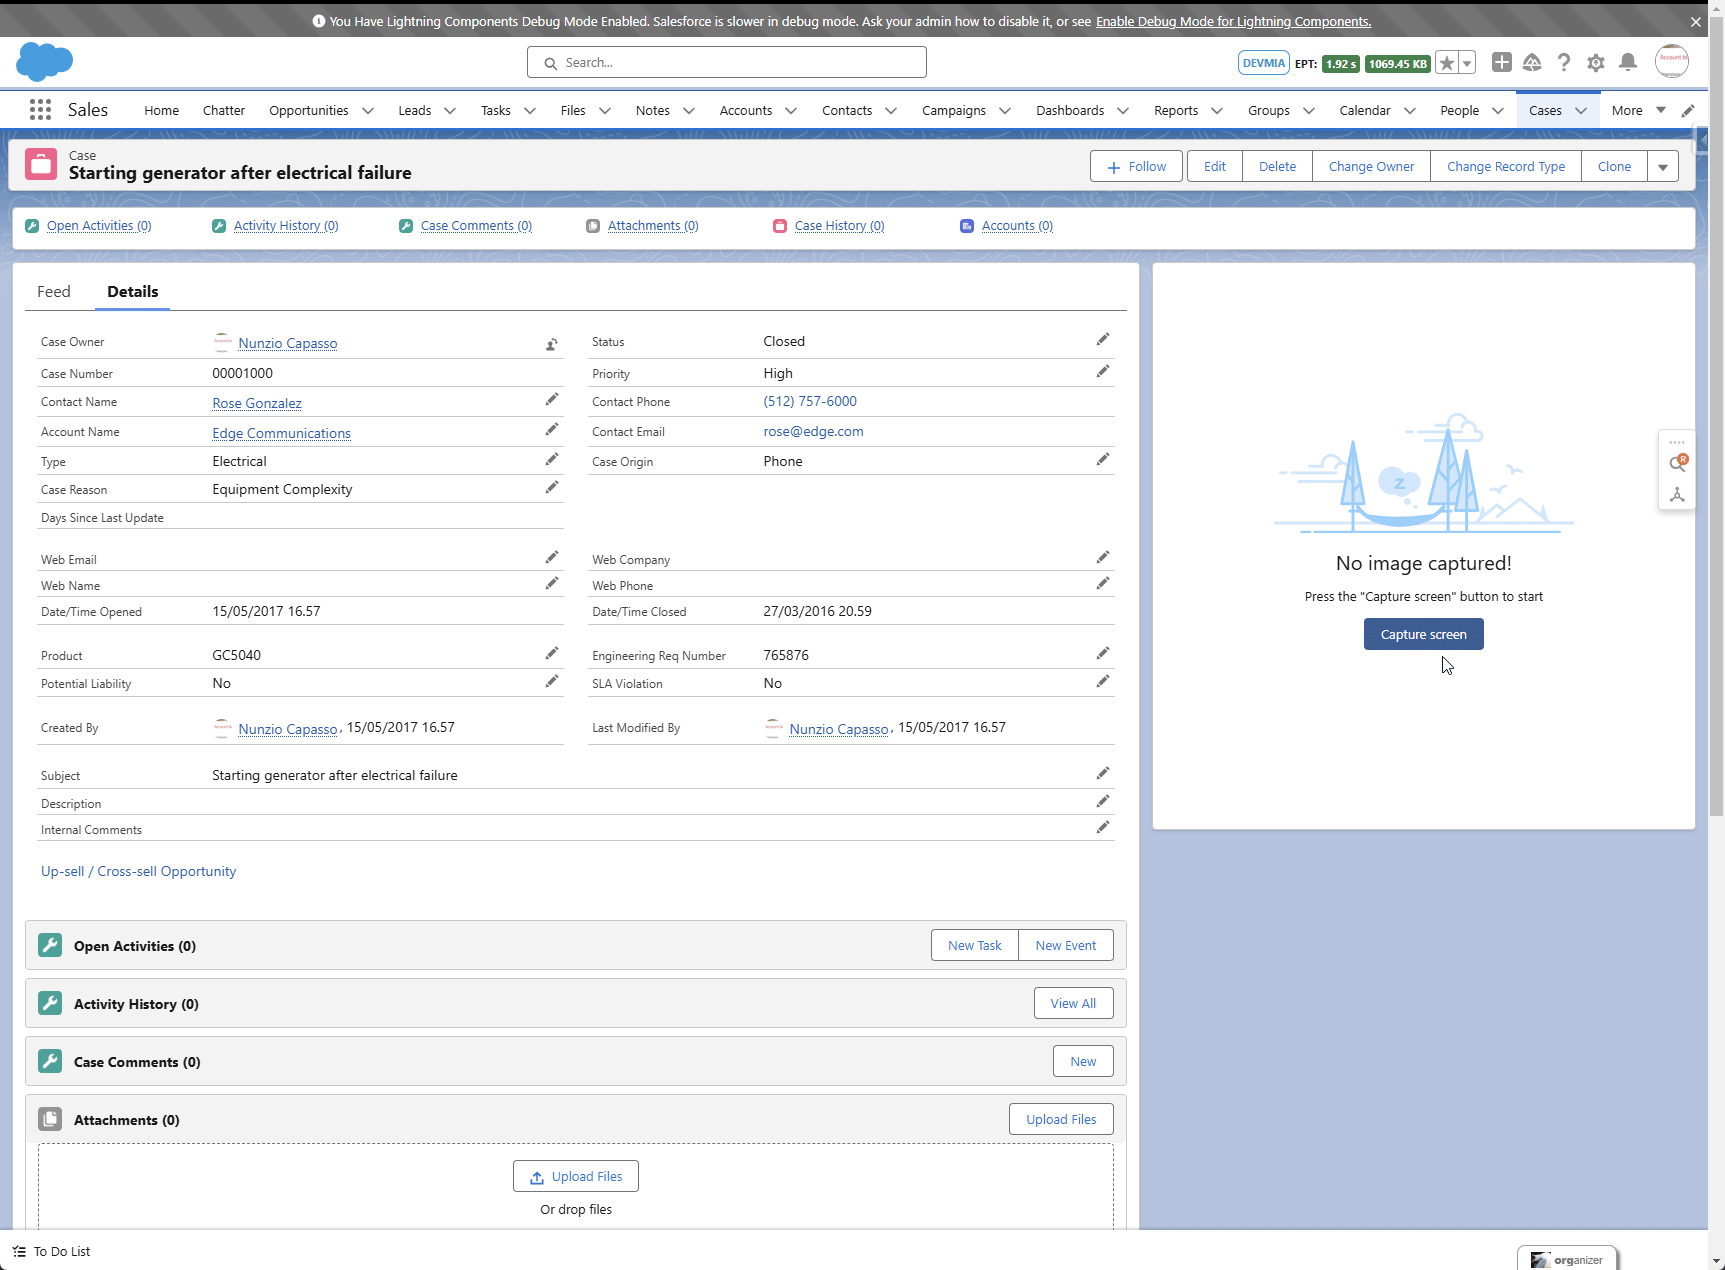 You Have Lightning Components Debug Mode Enabled. Salesforce is slower in debug mode. Ask your admin how to disable it, or see Enable Debug Mode for Lightning Components.
Search...
DEVMIA EPT: 1.92 s 1069.45 KB
Sales Home Chatter Opportunities Leads Tasks Files Notes Accounts Contacts Campaigns Dashboards Reports Groups Calendar People Cases More
Case
Starting generator after electrical failure
Follow Edit Delete Change Owner Change Record Type Clone
Open Activities (0) Activity History (0) Case Comments (0) Attachments (0) Case History (0) Accounts (0)
Feed Details
Case Owner Nunzio Capasso Status Closed
Case Number 00001000 Priority High
Contact Name Rose Gonzalez Contact Phone (512) 757-6000
Account Name Edge Communications Contact Email rose@edge.com
Type Electrical Case Origin Phone
Case Reason Equipment Complexity
Days Since Last Update
Web Email Web Company
Web Name Web Phone
Date/Time Opened 15/05/2017 16.57 Date/Time Closed 27/03/2016 20.59
Product GC5040 Engineering Req Number 765876
Potential Liability No SLA Violation No
Created By Nunzio Capasso, 15/05/2017 16.57 Last Modified By Nunzio Capasso, 15/05/2017 16.57
Subject Starting generator after electrical failure
Description
Internal Comments
Up-sell / Cross-sell Opportunity
Open Activities (0) New Task New Event
Activity History (0) View All
Case Comments (0) New
Attachments (0) Upload Files
Upload Files
Or drop files
z
No image captured!
Press the "Capture screen" button to start
Capture screen
R
To Do List
organizer